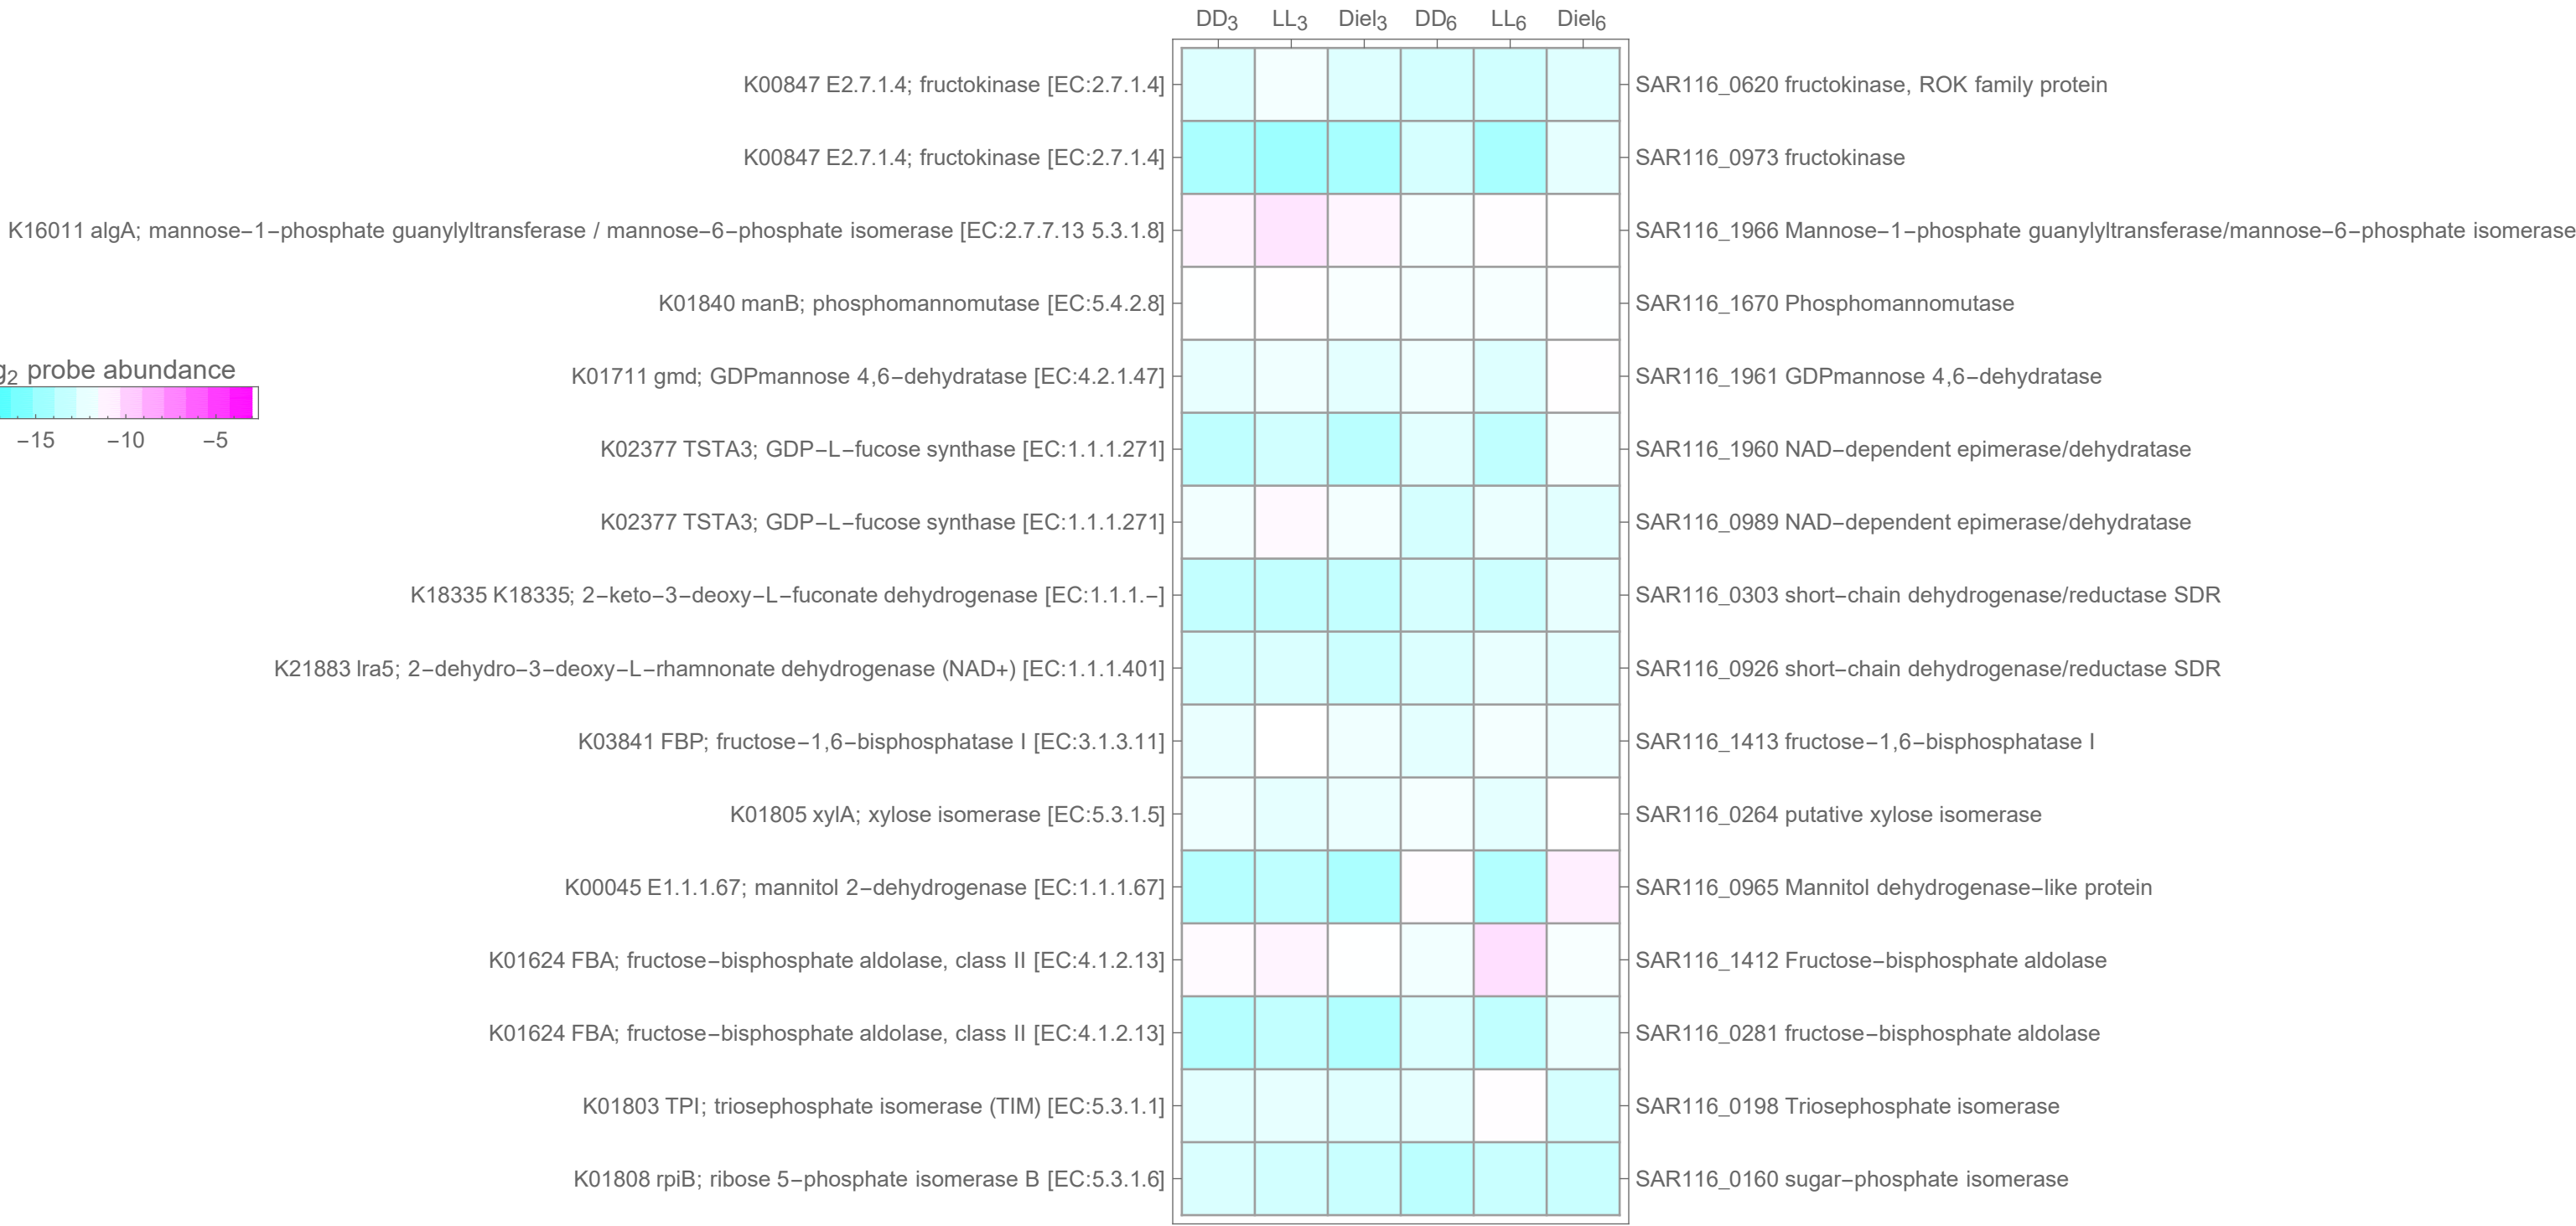 DD3 LL3 Diel3 DD6 LL6 Diel6
K00847 E2.7.1.4; fructokinase [EC:2.7.1.4] SAR116_0620 fructokinase, ROK family protein
K00847 E2.7.1.4; fructokinase [EC:2.7.1.4] SAR116_0973 fructokinase
K16011 algA; mannose−1−phosphate guanylyltransferase / mannose−6−phosphate isomerase [EC:2.7.7.13 5.3.1.8] SAR116_1966 Mannose−1−phosphate guanylyltransferase/mannose−6−phosphate isomerase
K01840 manB; phosphomannomutase [EC:5.4.2.8] SAR116_1670 Phosphomannomutase
g2 probe abundance
−15 −10 −5
K01711 gmd; GDPmannose 4,6−dehydratase [EC:4.2.1.47] SAR116_1961 GDPmannose 4,6−dehydratase
K02377 TSTA3; GDP−L−fucose synthase [EC:1.1.1.271] SAR116_1960 NAD−dependent epimerase/dehydratase
K02377 TSTA3; GDP−L−fucose synthase [EC:1.1.1.271] SAR116_0989 NAD−dependent epimerase/dehydratase
K18335 K18335; 2−keto−3−deoxy−L−fuconate dehydrogenase [EC:1.1.1.−] SAR116_0303 short−chain dehydrogenase/reductase SDR
K21883 lra5; 2−dehydro−3−deoxy−L−rhamnonate dehydrogenase (NAD+) [EC:1.1.1.401] SAR116_0926 short−chain dehydrogenase/reductase SDR
K03841 FBP; fructose−1,6−bisphosphatase I [EC:3.1.3.11] SAR116_1413 fructose−1,6−bisphosphatase I
K01805 xylA; xylose isomerase [EC:5.3.1.5] SAR116_0264 putative xylose isomerase
K00045 E1.1.1.67; mannitol 2−dehydrogenase [EC:1.1.1.67] SAR116_0965 Mannitol dehydrogenase−like protein
K01624 FBA; fructose−bisphosphate aldolase, class II [EC:4.1.2.13] SAR116_1412 Fructose−bisphosphate aldolase
K01624 FBA; fructose−bisphosphate aldolase, class II [EC:4.1.2.13] SAR116_0281 fructose−bisphosphate aldolase
K01803 TPI; triosephosphate isomerase (TIM) [EC:5.3.1.1] SAR116_0198 Triosephosphate isomerase
K01808 rpiB; ribose 5−phosphate isomerase B [EC:5.3.1.6] SAR116_0160 sugar−phosphate isomerase